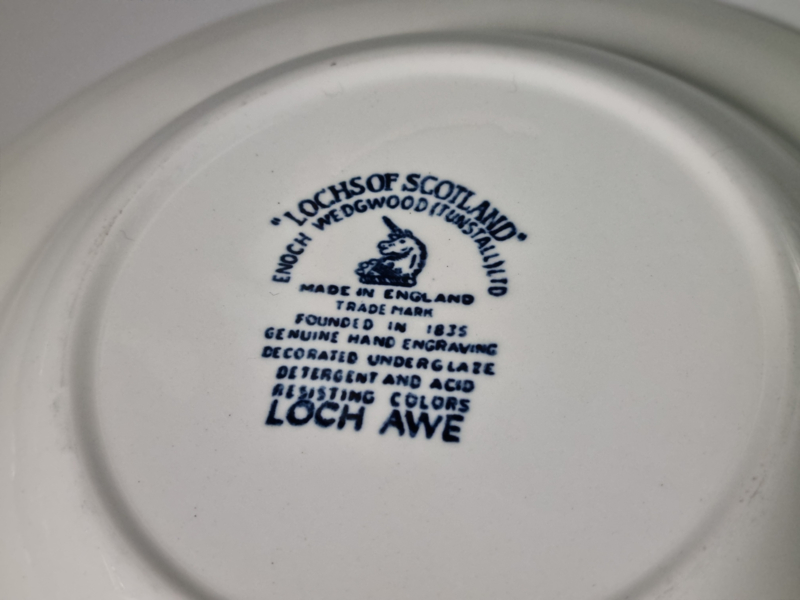 "LOCHS OF SCOTLAND"
ENOCH WEDGWOOD (TUNSTALL) LTD
MADE IN ENGLAND
TRADE MARK
FOUNDED IN 1835
GENUINE HAND ENGRAVING
DECORATED UNDERGLAZE
DETERGENT AND ACID
RESISTING COLORS
LOCH AWE